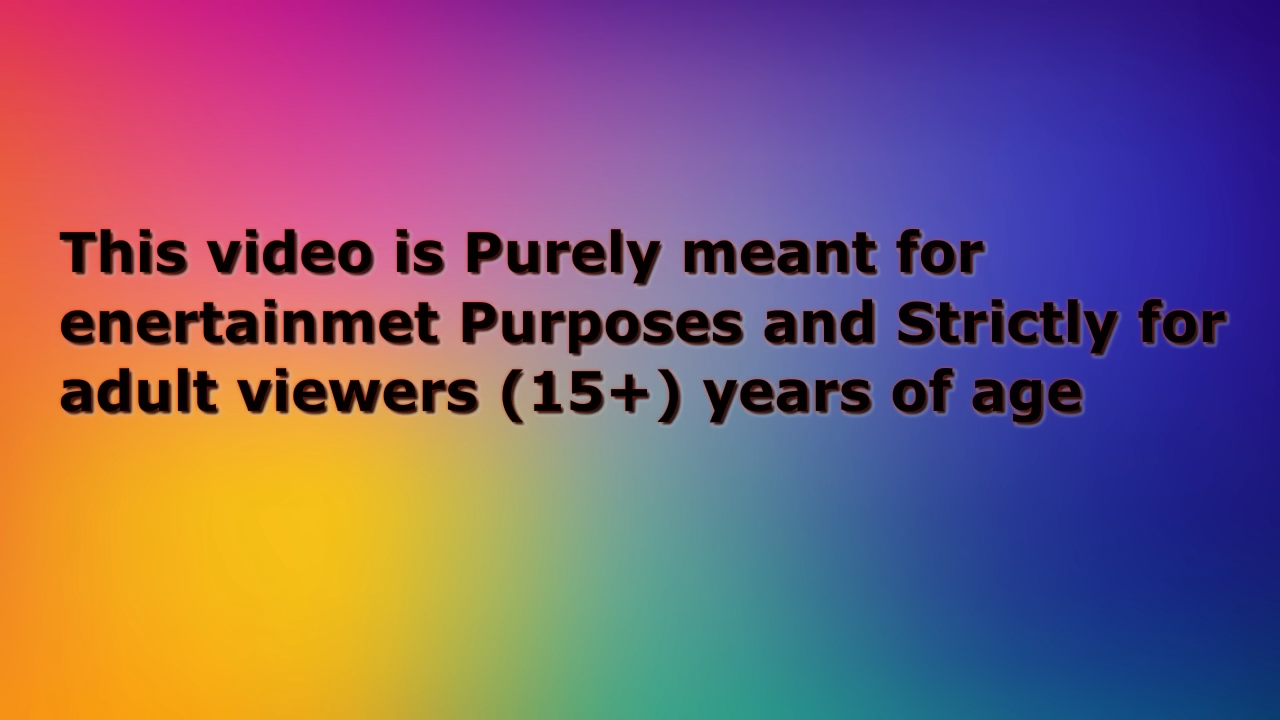 This video is Purely meant for
enertainmet Purposes and Strictly for
adult viewers (15+) years of age